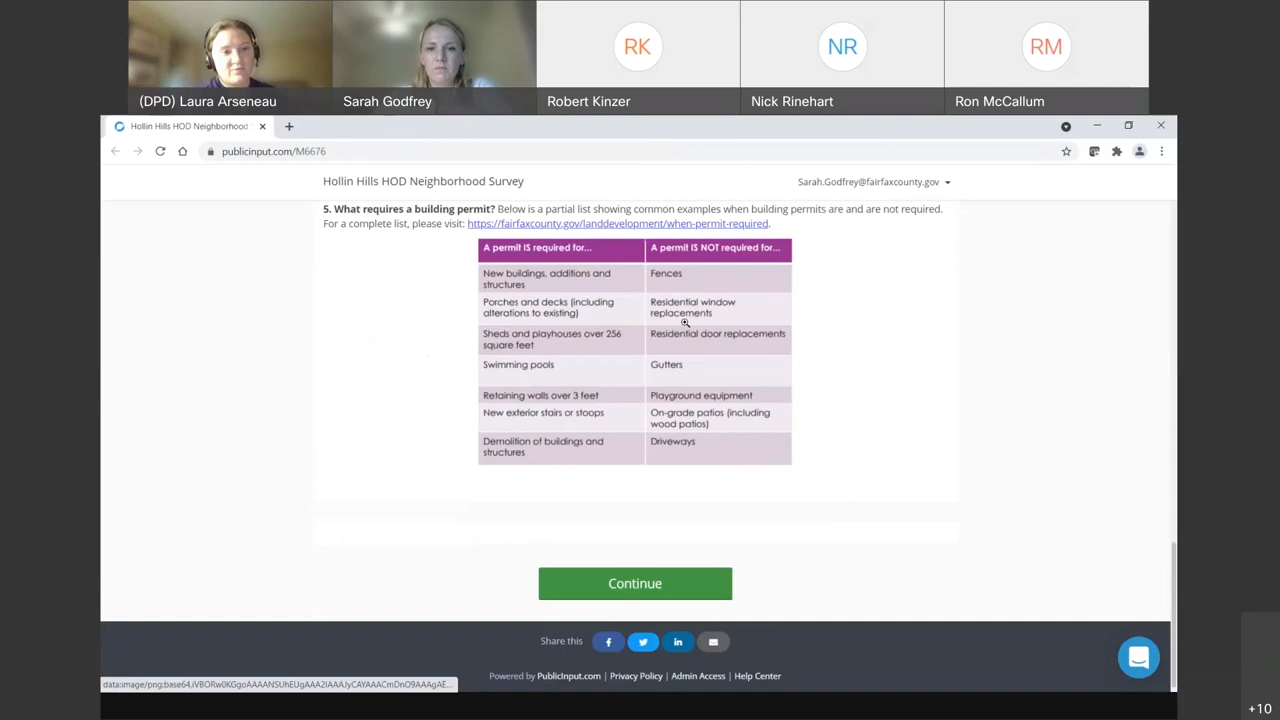 RK
NR
RM
(DPD) Laura Arseneau
Sarah Godfrey
Robert Kinzer
Nick Rinehart
Ron McCallum
Hollin Hills HOD Neighborhood
publicinput.com/M6676
Hollin Hills HOD Neighborhood Survey
Sarah.Godfrey@fairfaxcounty.gov
5. What requires a building permit? Below is a partial list showing common examples when building permits are and are not required.
For a complete list, please visit: https://fairfaxcounty.gov/landdevelopment/when-permit-required.
A permit IS required for...
A permit IS NOT required for...
New buildings, additions and
structures
Fences
Porches and decks (including
alterations to existing)
Residential window
replacements
Sheds and playhouses over 256
square feet
Residential door replacements
Swimming pools
Gutters
Retaining walls over 3 feet
Playground equipment
New exterior stairs or stoops
On-grade patios (including
wood patios)
Demolition of buildings and
structures
Driveways
Continue
Share this
Powered by PublicInput.com | Privacy Policy | Admin Access | Help Center
+10